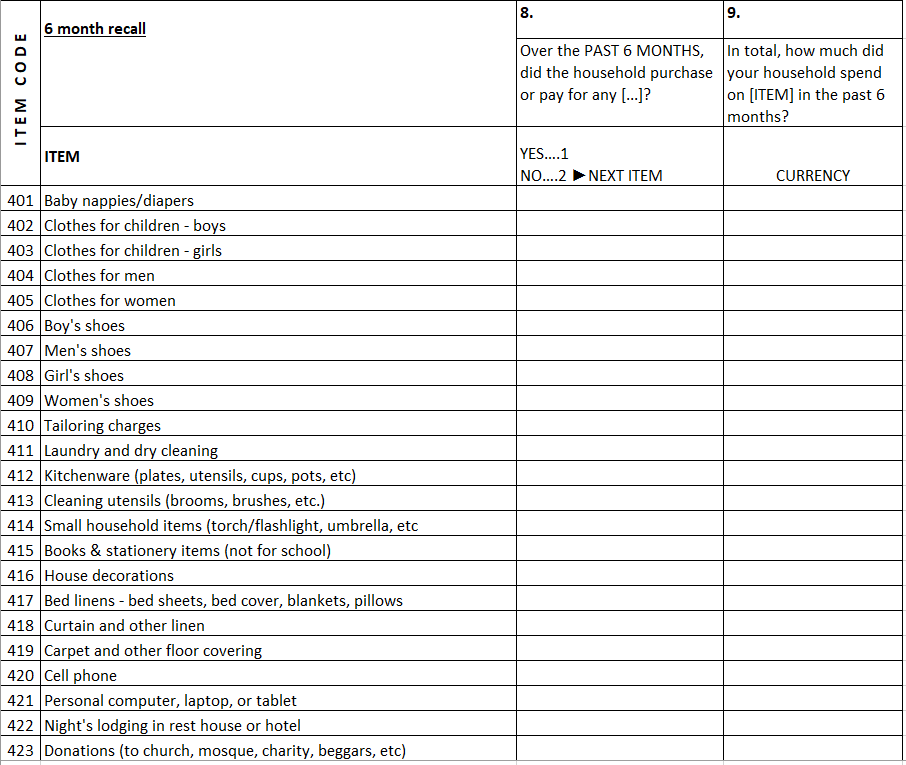 ITEM CODE
6 month recall
8.
Over the PAST 6 MONTHS,
did the household purchase
or pay for any [...]?
9.
In total, how much did
your household spend
on [ITEM] in the past 6
months?
ITEM
YES....1
NO....2 ►NEXT ITEM
CURRENCY
401 Baby nappies/diapers
402 Clothes for children - boys
403 Clothes for children - girls
404 Clothes for men
405 Clothes for women
406 Boy's shoes
407 Men's shoes
408 Girl's shoes
409 Women's shoes
410 Tailoring charges
411 Laundry and dry cleaning
412 Kitchenware (plates, utensils, cups, pots, etc)
413 Cleaning utensils (brooms, brushes, etc.)
414 Small household items (torch/flashlight, umbrella, etc
415 Books & stationery items (not for school)
416 House decorations
417 Bed linens - bed sheets, bed cover, blankets, pillows
418 Curtain and other linen
419 Carpet and other floor covering
420 Cell phone
421 Personal computer, laptop, or tablet
422 Night's lodging in rest house or hotel
423 Donations (to church, mosque, charity, beggars, etc)